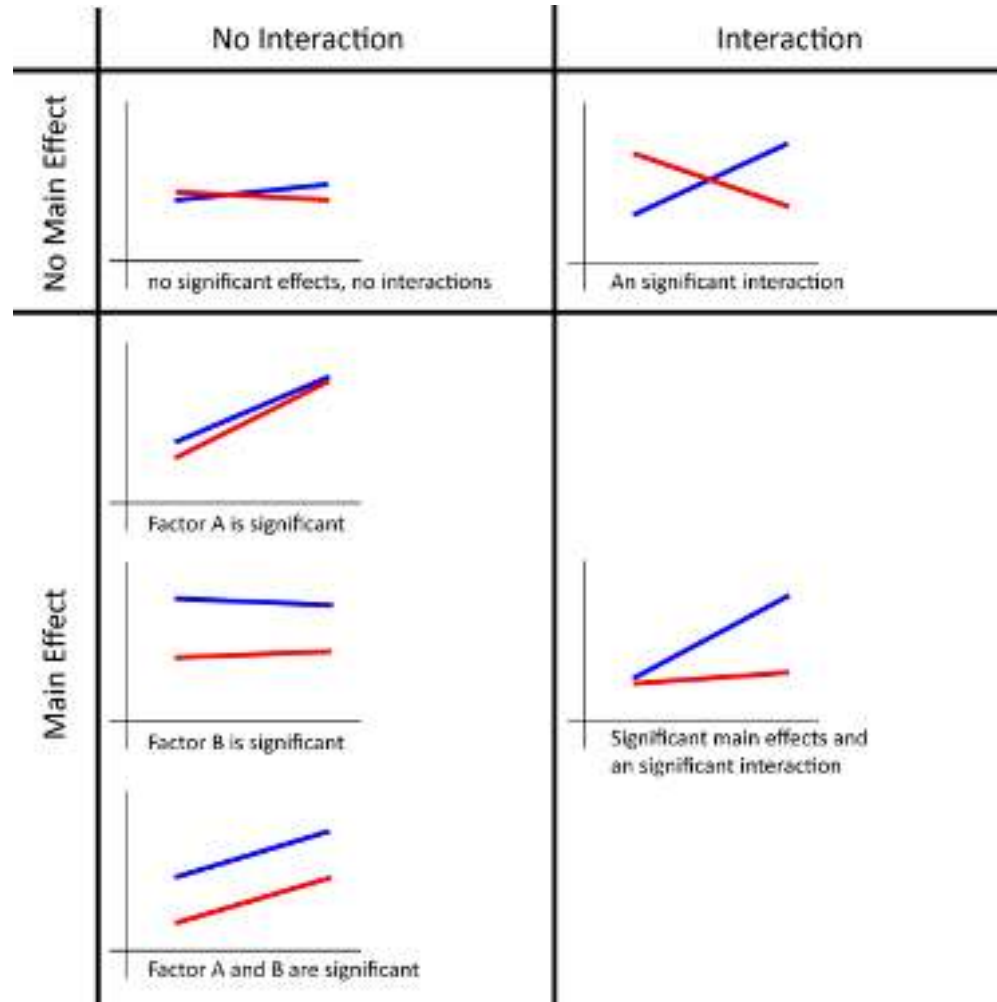 No Interaction
Interaction
No Main Effect
no significant effects, no interactions
An significant interaction
Main Effect
Factor A is significant
Factor B is significant
Significant main effects and
an significant interaction
Factor A and B are significant